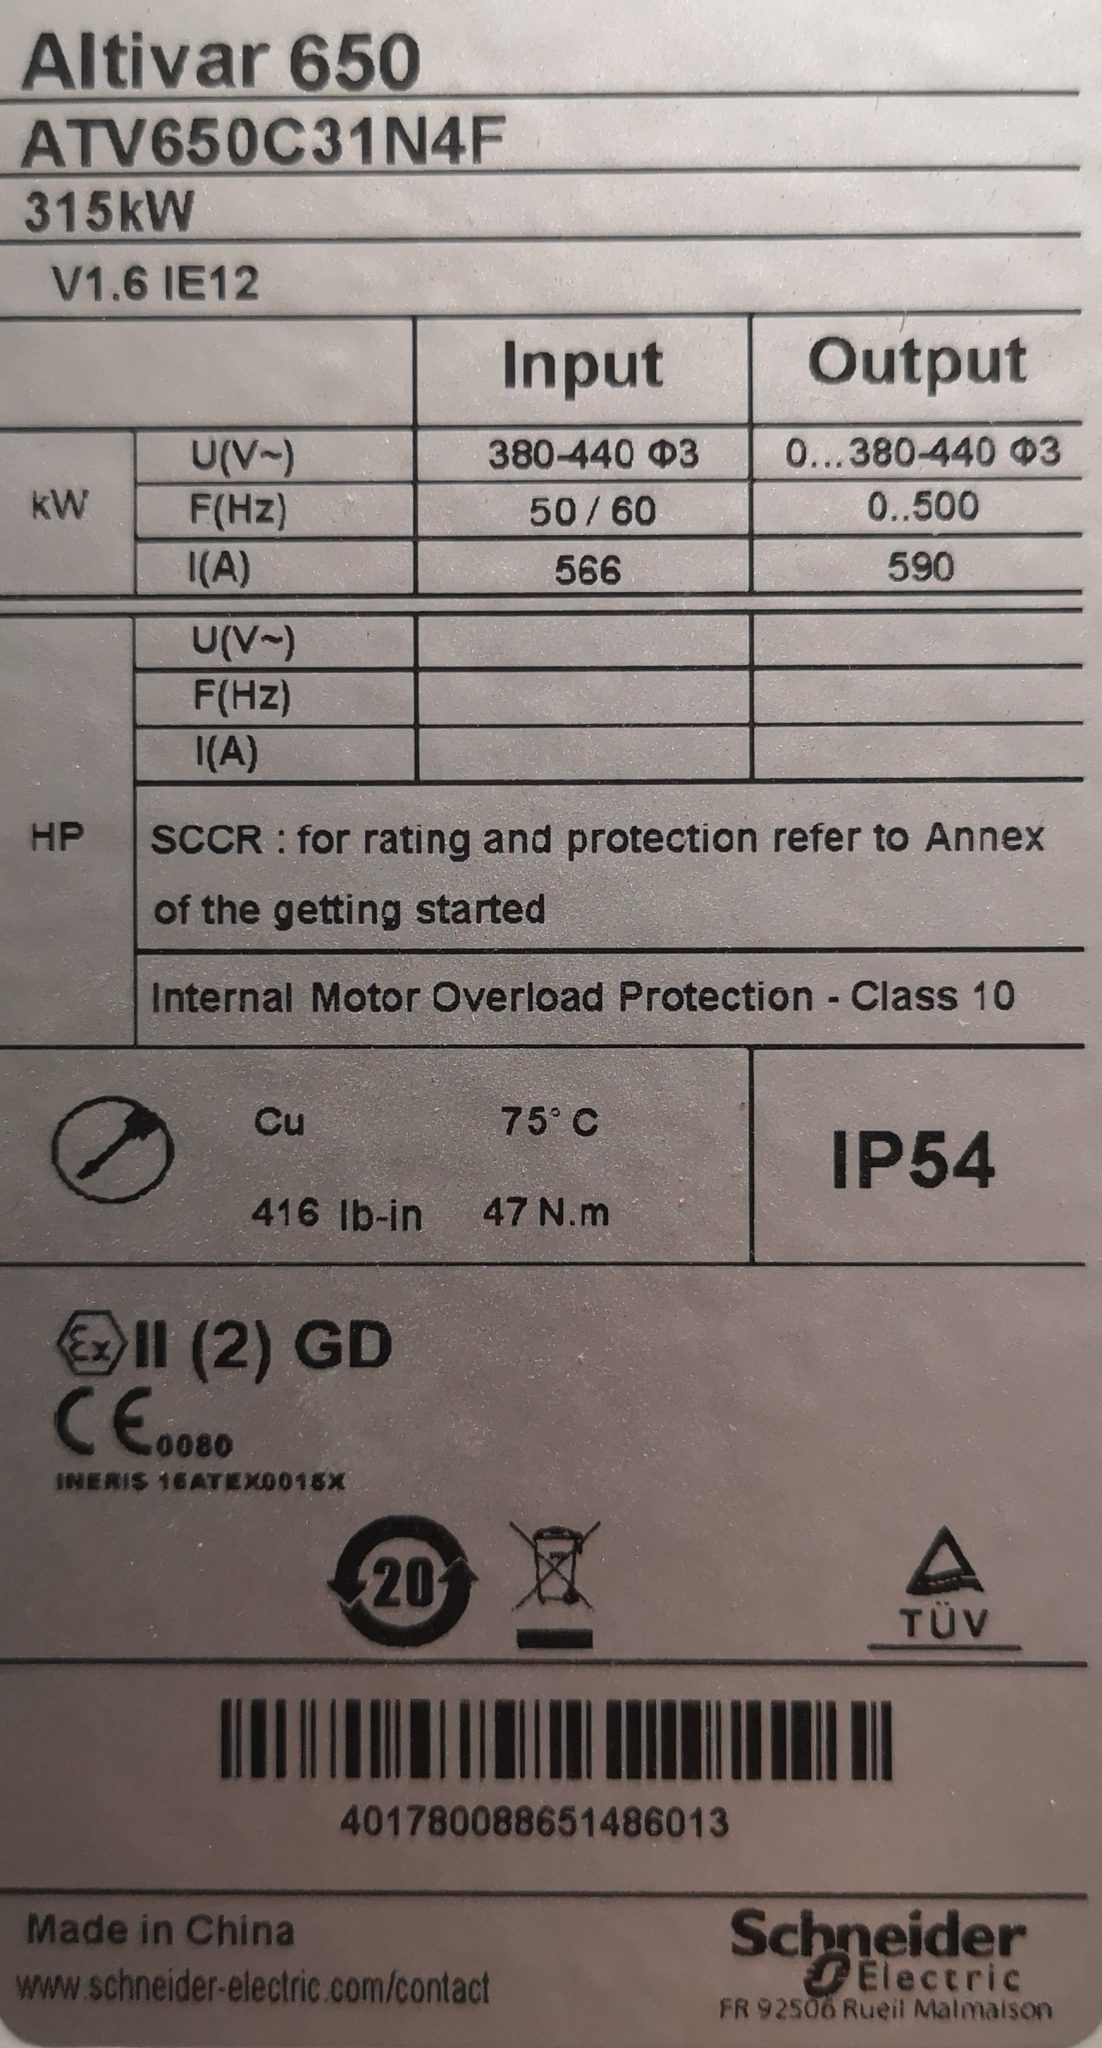 Altivar 650
ATV650C31N4F
315kW
V1.6 IE12
Input Output
kW
U(V~) 380-440 Φ3 0...380-440 Φ3
F(Hz) 50 / 60 0..500
I(A) 566 590
HP
U(V~)
F(Hz)
I(A)
SCCR : for rating and protection refer to Annex
of the getting started
Internal Motor Overload Protection - Class 10
Cu 75° C
416 lb-in 47 N.m
IP54
Ex II (2) GD
CE 0080
INERIS 16ATEX0015X
20
TÜV
401780088651486013
Made in China
www.schneider-electric.com/contact
Schneider
Electric
FR 92506 Rueil Malmaison